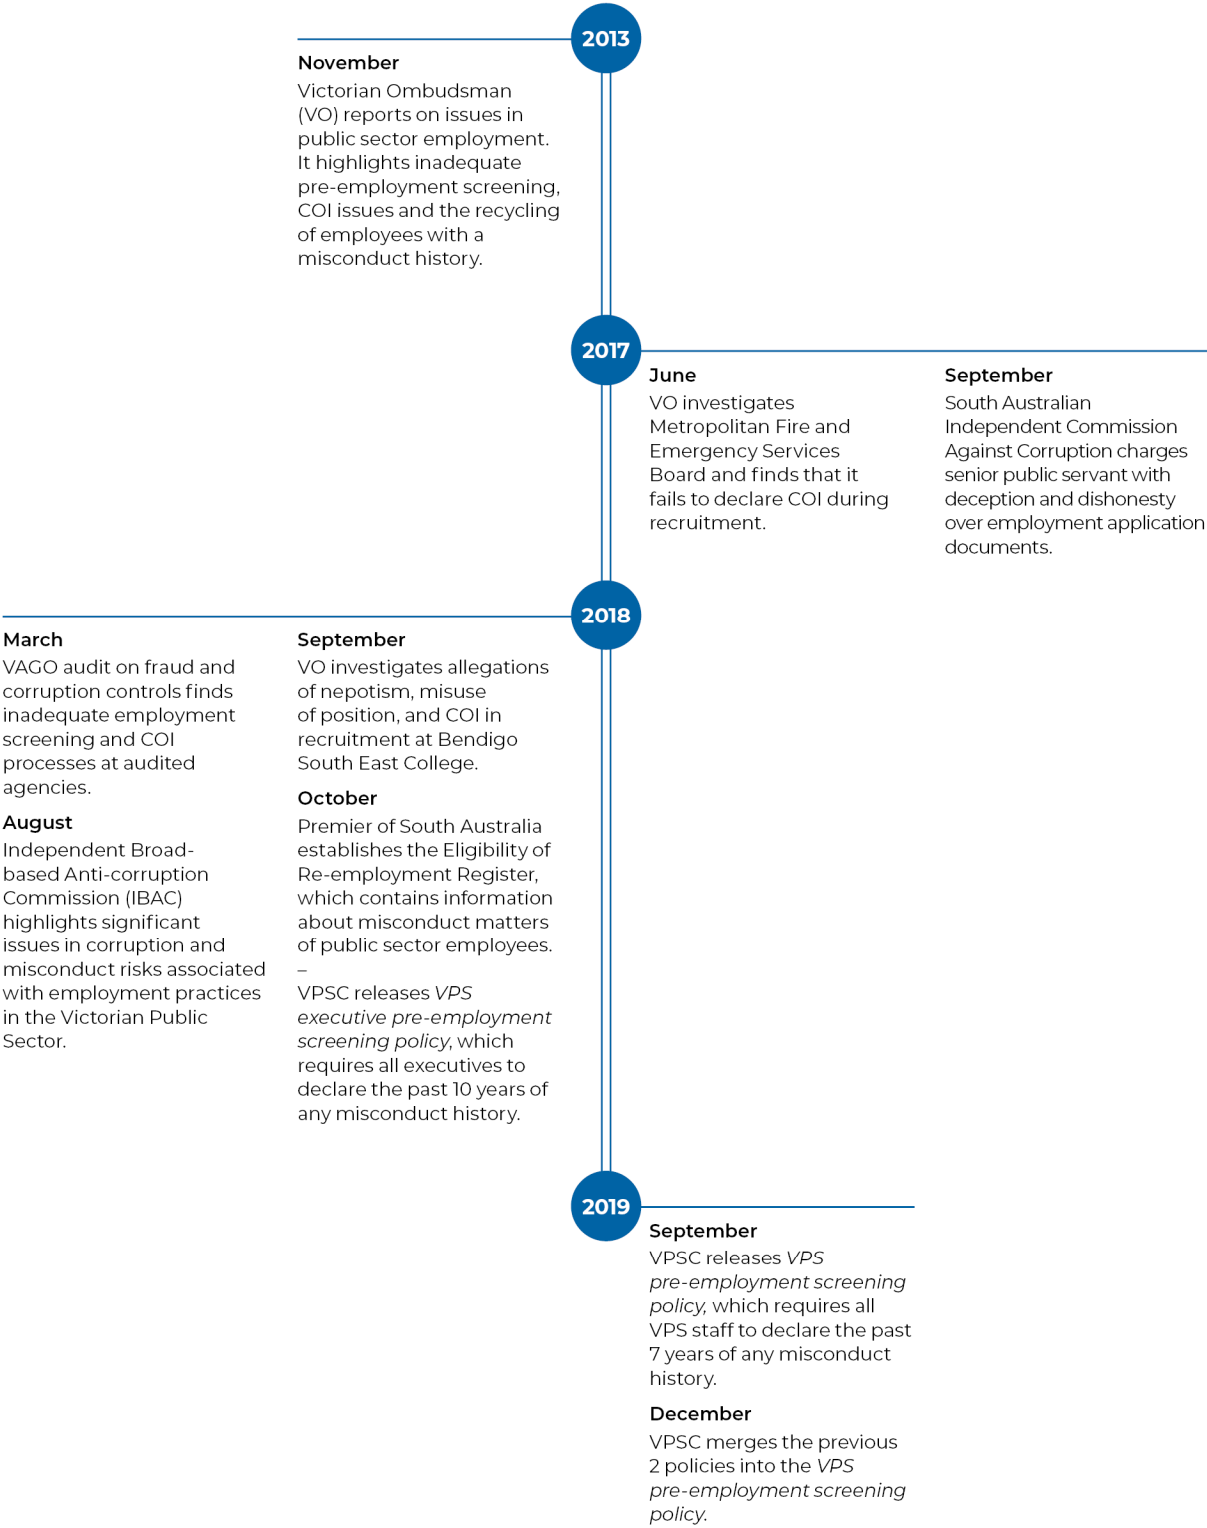 2013
November
Victorian Ombudsman
(VO) reports on issues in
public sector employment.
It highlights inadequate
pre-employment screening,
COI issues and the recycling
of employees with a
misconduct history.
2017
June
VO investigates
Metropolitan Fire and
Emergency Services
Board and finds that it
fails to declare COI during
recruitment.
September
South Australian
Independent Commission
Against Corruption charges
senior public servant with
deception and dishonesty
over employment application
documents.
2018
March
VAGO audit on fraud and
corruption controls finds
inadequate employment
screening and COI
processes at audited
agencies.
August
Independent Broad-
based Anti-corruption
Commission (IBAC)
highlights significant
issues in corruption and
misconduct risks associated
with employment practices
in the Victorian Public
Sector.
September
VO investigates allegations
of nepotism, misuse
of position, and COI in
recruitment at Bendigo
South East College.
October
Premier of South Australia
establishes the Eligibility of
Re-employment Register,
which contains information
about misconduct matters
of public sector employees.
–
VPSC releases VPS
executive pre-employment
screening policy, which
requires all executives to
declare the past 10 years of
any misconduct history.
2019
September
VPSC releases VPS
pre-employment screening
policy, which requires all
VPS staff to declare the past
7 years of any misconduct
history.
December
VPSC merges the previous
2 policies into the VPS
pre-employment screening
policy.